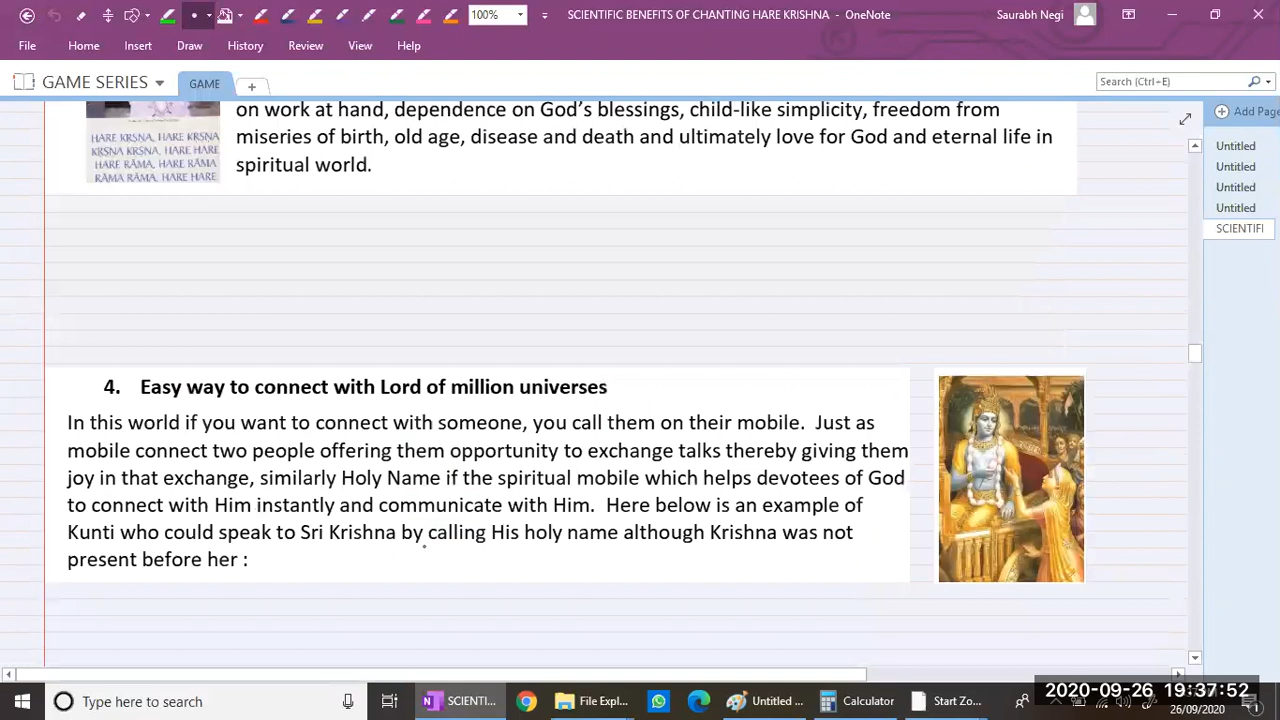 100%
SCIENTIFIC BENEFITS OF CHANTING HARE KRISHNA - OneNote
Saurabh Negi
File Home Insert Draw History Review View Help
GAME SERIES
GAME
Search (Ctrl+E)
Add Page
Untitled
Untitled
Untitled
Untitled
SCIENTIFI
HARE KRSNA, HARE KRSNA
KRSNA KRSNA, HARE HARE
HARE RĀMA, HARE RĀMA
RĀMA RĀMA, HARE HARE
on work at hand, dependence on God's blessings, child-like simplicity, freedom from
miseries of birth, old age, disease and death and ultimately love for God and eternal life in
spiritual world.
4. Easy way to connect with Lord of million universes
In this world if you want to connect with someone, you call them on their mobile. Just as
mobile connect two people offering them opportunity to exchange talks thereby giving them
joy in that exchange, similarly Holy Name if the spiritual mobile which helps devotees of God
to connect with Him instantly and communicate with Him. Here below is an example of
Kunti who could speak to Sri Krishna by calling His holy name although Krishna was not
present before her :
Type here to search
SCIENTI...
File Expl...
Untitled ...
Calculator
Start Zo...
2020-09-26 19:37:52
26/09/2020